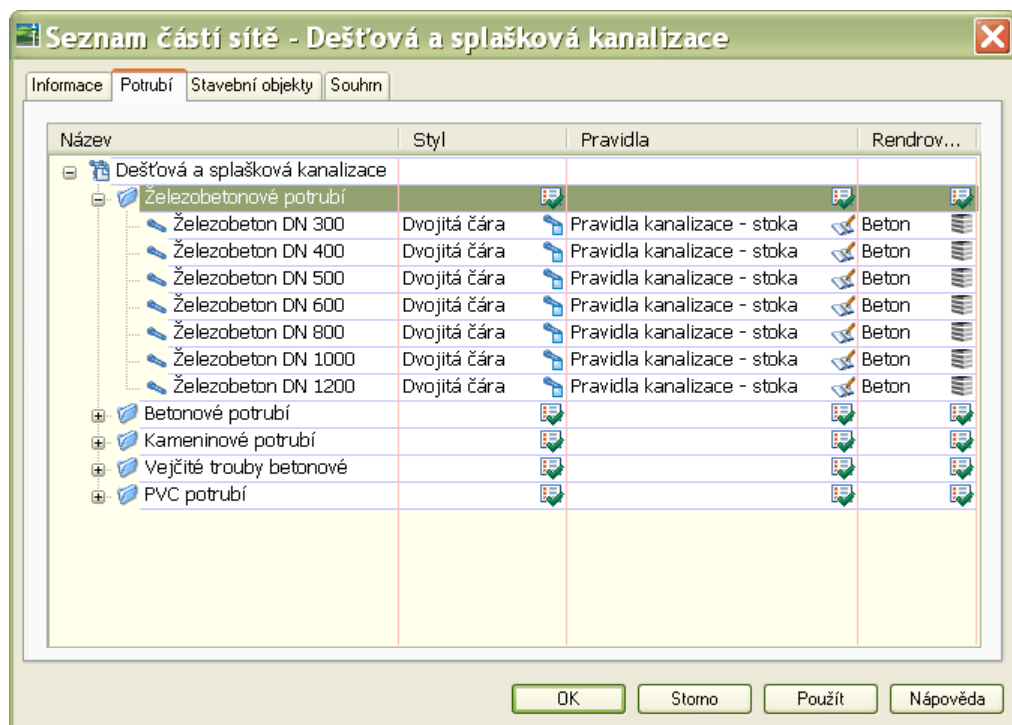 Seznam částí sítě - Dešťová a splašková kanalizace
Informace Potrubí Stavební objekty Souhrn
Název Styl Pravidla Rendrov...
Dešťová a splašková kanalizace
Železobetonové potrubí
Železobeton DN 300 Dvojitá čára Pravidla kanalizace - stoka Beton
Železobeton DN 400 Dvojitá čára Pravidla kanalizace - stoka Beton
Železobeton DN 500 Dvojitá čára Pravidla kanalizace - stoka Beton
Železobeton DN 600 Dvojitá čára Pravidla kanalizace - stoka Beton
Železobeton DN 800 Dvojitá čára Pravidla kanalizace - stoka Beton
Železobeton DN 1000 Dvojitá čára Pravidla kanalizace - stoka Beton
Železobeton DN 1200 Dvojitá čára Pravidla kanalizace - stoka Beton
Betonové potrubí
Kameninové potrubí
Vejčité trouby betonové
PVC potrubí
OK Storno Použít Nápověda